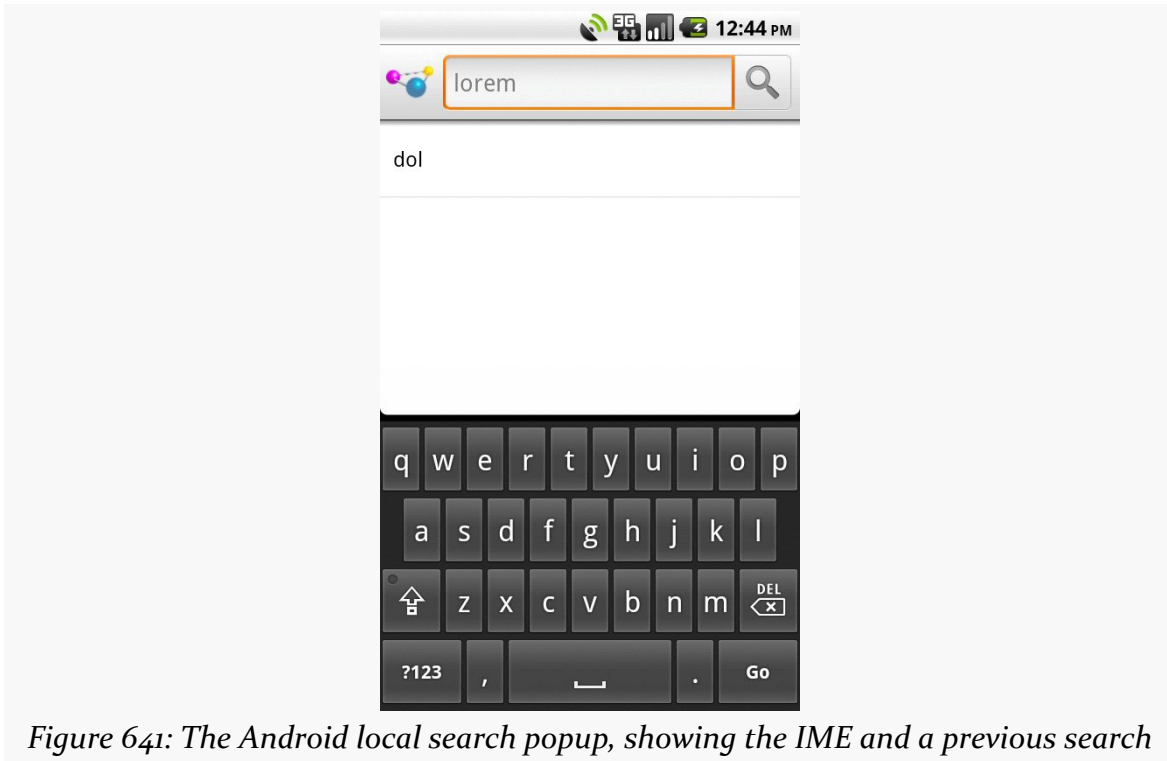 3G 12:44 PM
lorem
dol
q w e r t y u i o p
a s d f g h j k l
z x c v b n m DEL
?123 , . Go
Figure 641: The Android local search popup, showing the IME and a previous search